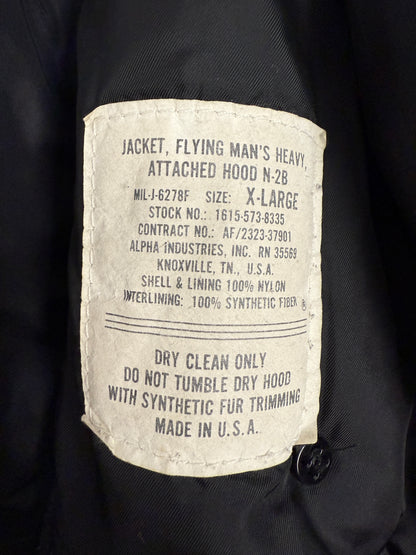 JACKET, FLYING MAN'S HEAVY,
ATTACHED HOOD N-2B
MIL-J-6278F SIZE: X-LARGE
STOCK NO.: 1615-573-8335
CONTRACT NO.: AF/2323-37901
ALPHA INDUSTRIES, INC. RN 35569
KNOXVILLE, TN., U.S.A.
SHELL & LINING 100% NYLON
INTERLINING: 100% SYNTHETIC FIBER ®
DRY CLEAN ONLY
DO NOT TUMBLE DRY HOOD
WITH SYNTHETIC FUR TRIMMING
MADE IN U.S.A.